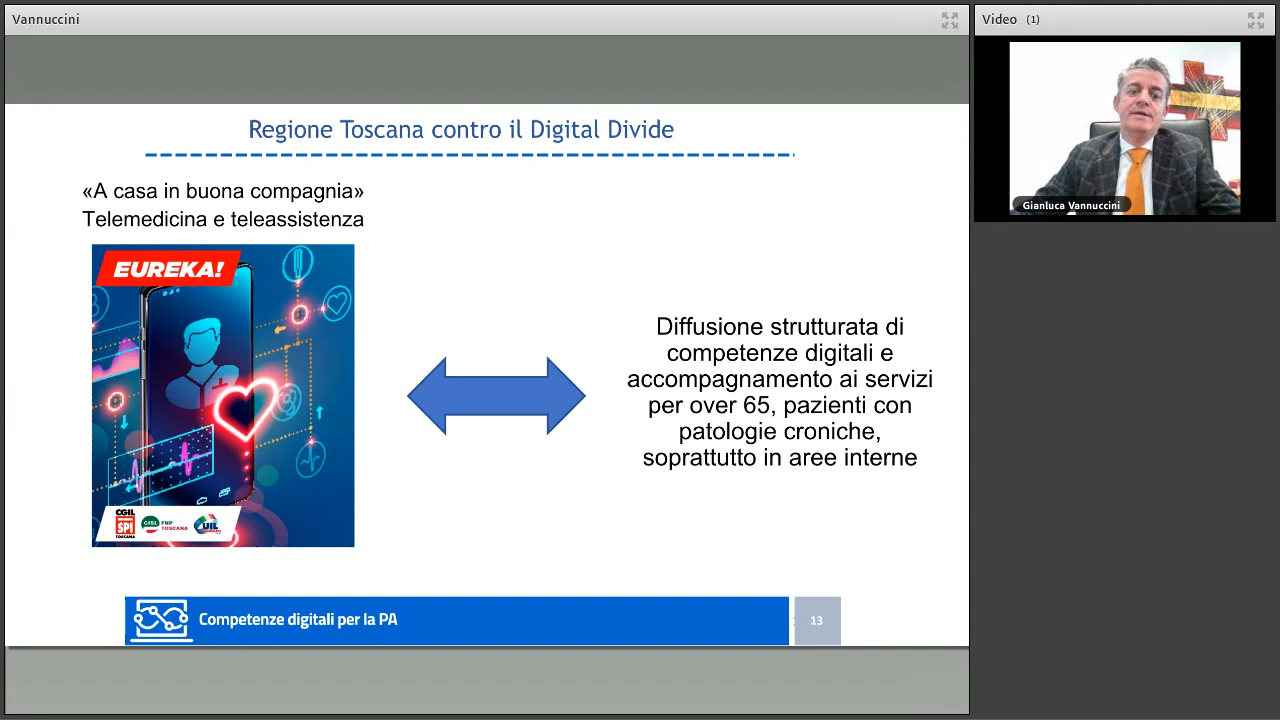 Vannuccini
Video (1)
Gianluca Vannuccini
Regione Toscana contro il Digital Divide
«A casa in buona compagnia»
Telemedicina e teleassistenza
EUREKA!
CGIL
SPI
TOSCANA
CISL FNP
TOSCANA
UIL
Diffusione strutturata di
competenze digitali e
accompagnamento ai servizi
per over 65, pazienti con
patologie croniche,
soprattutto in aree interne
Competenze digitali per la PA
13